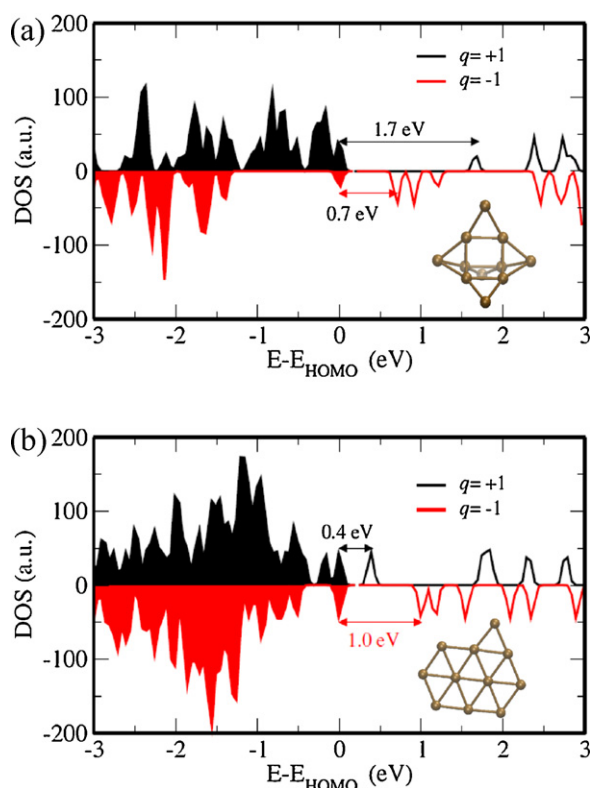 (a)
200
100
0
-100
-200
DOS (a.u.)
q= +1
q= -1
1.7 eV
0.7 eV
-3 -2 -1 0 1 2 3
E-EHOMO (eV)
(b)
200
100
0
-100
-200
DOS (a.u.)
q= +1
q= -1
0.4 eV
1.0 eV
-3 -2 -1 0 1 2 3
E-EHOMO (eV)